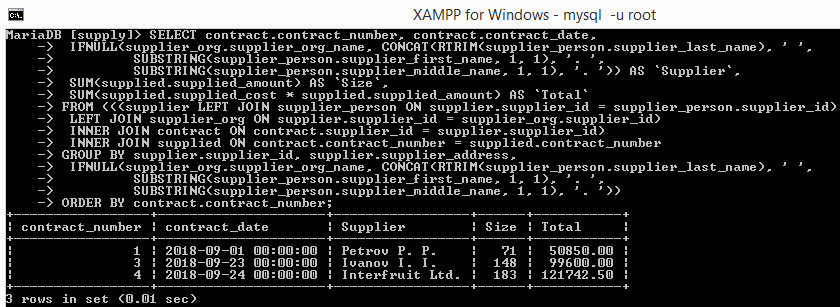 XAMPP for Windows - mysql -u root
MariaDB [supply]> SELECT contract.contract_number, contract.contract_date,
    -> IFNULL(supplier_org.supplier_org_name, CONCAT(RTRIM(supplier_person.supplier_last_name), ' ',
    -> SUBSTRING(supplier_person.supplier_first_name, 1, 1), '. ',
    -> SUBSTRING(supplier_person.supplier_middle_name, 1, 1), '. ')) AS `Supplier`,
    -> SUM(supplied.supplied_amount) AS `Size`,
    -> SUM(supplied.supplied_cost * supplied.supplied_amount) AS `Total`
    -> FROM (((supplier LEFT JOIN supplier_person ON supplier.supplier_id = supplier_person.supplier_id)
    -> LEFT JOIN supplier_org ON supplier.supplier_id = supplier_org.supplier_id)
    -> INNER JOIN contract ON contract.supplier_id = supplier.supplier_id)
    -> INNER JOIN supplied ON contract.contract_number = supplied.contract_number
    -> GROUP BY supplier.supplier_id, supplier.supplier_address,
    -> IFNULL(supplier_org.supplier_org_name, CONCAT(RTRIM(supplier_person.supplier_last_name), ' ',
    -> SUBSTRING(supplier_person.supplier_first_name, 1, 1), '. ',
    -> SUBSTRING(supplier_person.supplier_middle_name, 1, 1), '. '))
    -> ORDER BY contract.contract_number;
| contract_number | contract_date | Supplier | Size | Total |
| 1 | 2018-09-01 00:00:00 | Petrov P. P. | 71 | 50850.00 |
| 3 | 2018-09-23 00:00:00 | Ivanov I. I. | 148 | 99600.00 |
| 4 | 2018-09-24 00:00:00 | Interfruit Ltd. | 183 | 121742.50 |
3 rows in set (0.01 sec)